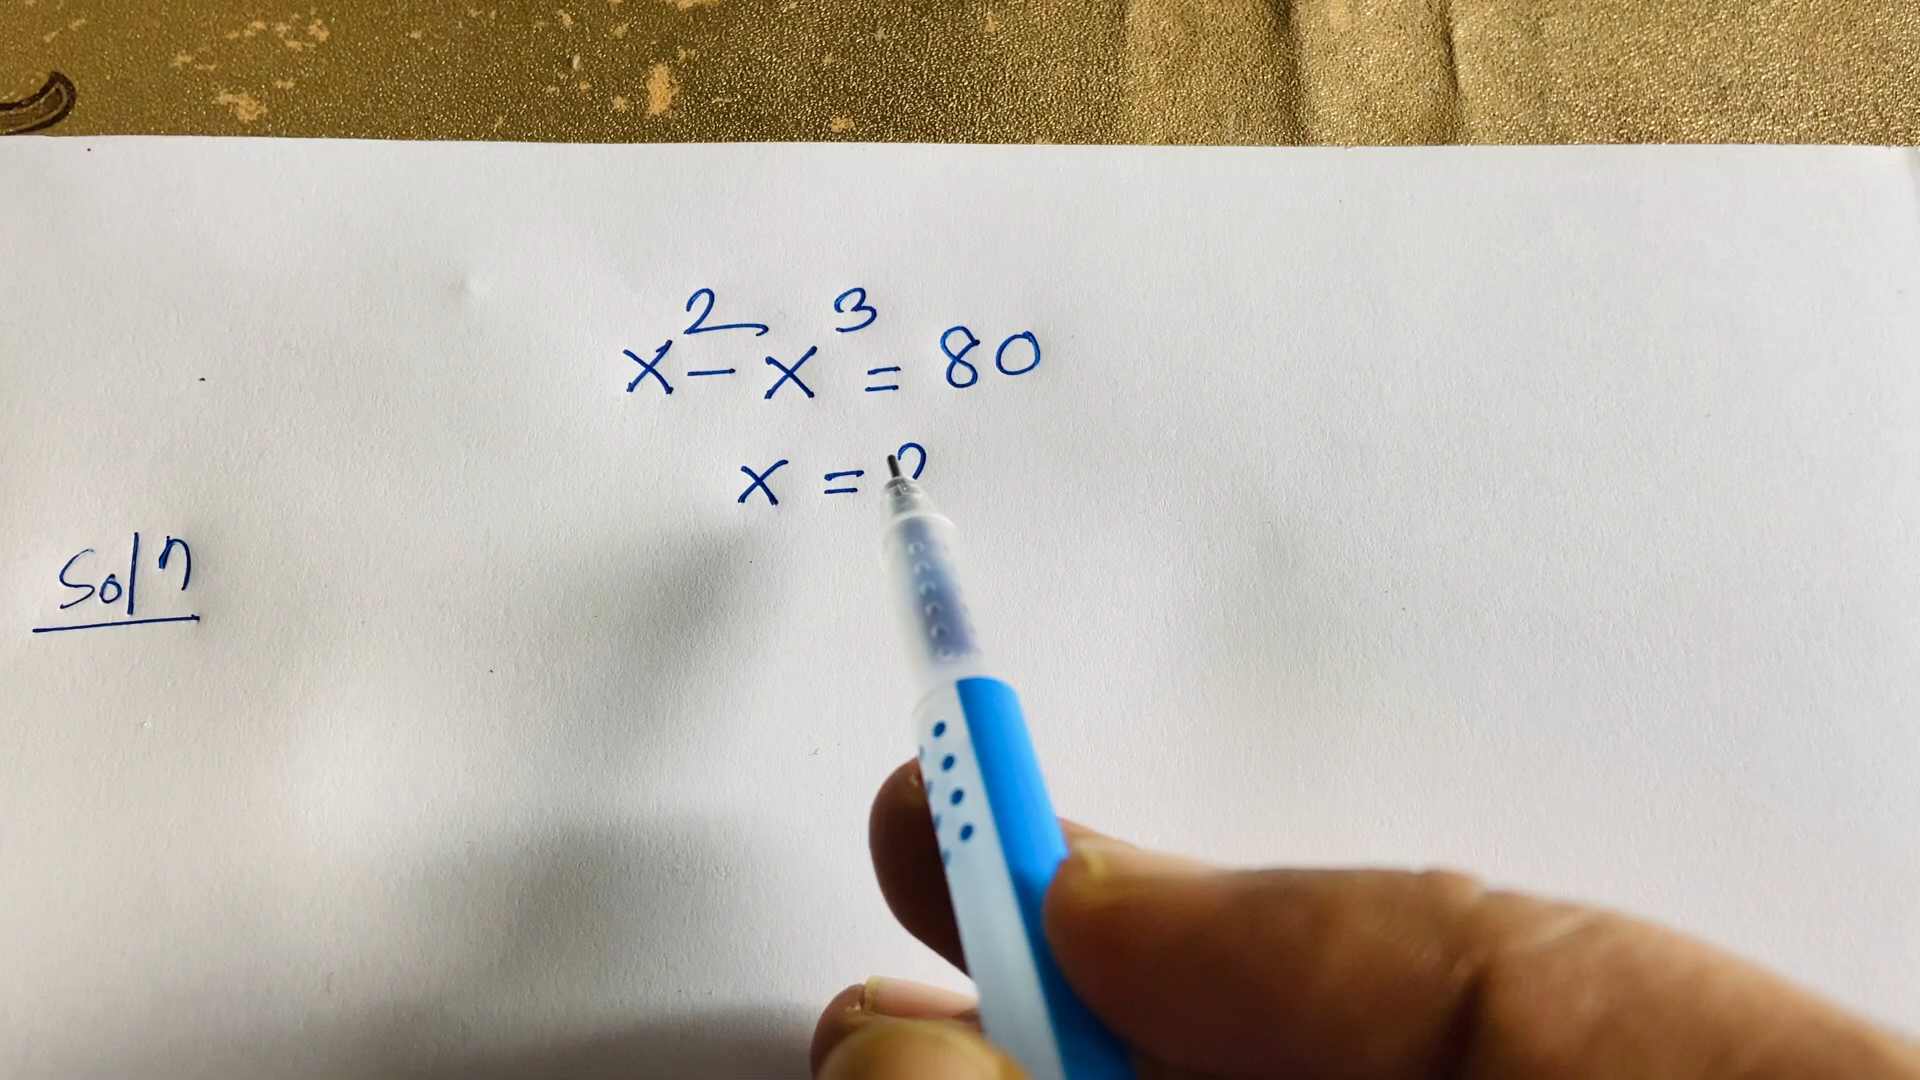 x² - x³ = 80
x = ?
Soln